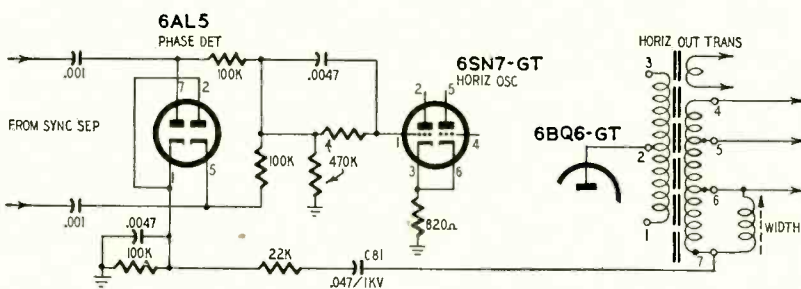 6AL5
PHASE DET
HORIZ OUT TRANS
.001
7 2
100K
.0047
6SN7-GT
HORIZ OSC
3
2 5
4
FROM SYNC SEP
6BQ6-GT
1 5
100K
470K
1 4
2
5
3 6
6
.001
.0047
820Ω
1
7
WIDTH
100K
22K
C81
.047/1KV